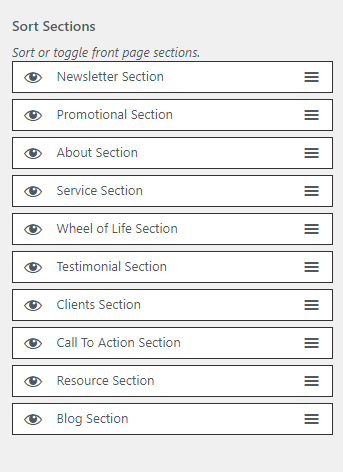 Sort Sections
Sort or toggle front page sections.
Newsletter Section
Promotional Section
About Section
Service Section
Wheel of Life Section
Testimonial Section
Clients Section
Call To Action Section
Resource Section
Blog Section